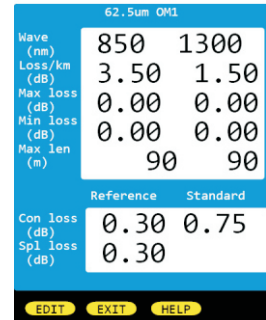 62.5um OM1
Wave (nm) 850 1300
Loss/km (dB) 3.50 1.50
Max loss (dB) 0.00 0.00
Min loss (dB) 0.00 0.00
Max len (m) 90 90
Reference Standard
Con loss (dB) 0.30 0.75
Spl loss (dB) 0.30
EDIT EXIT HELP